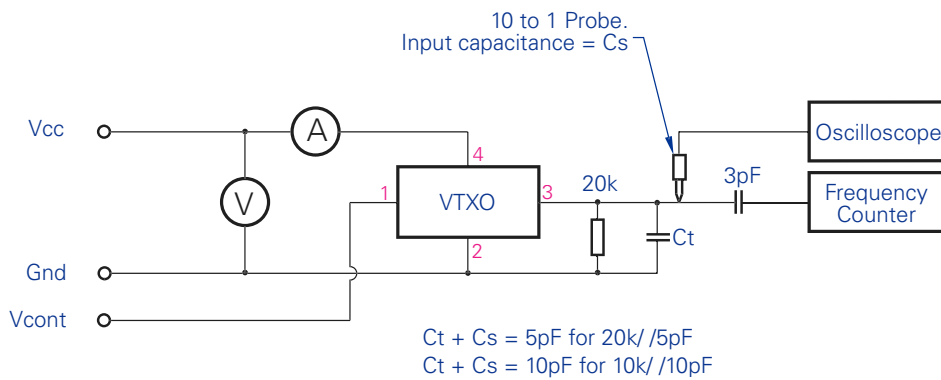 10 to 1 Probe.
Input capacitance = Cs
Vcc
A
Oscilloscope
4
V
1
VTXO
3
20k
3pF
Frequency
Counter
Ct
2
Gnd
Vcont
Ct + Cs = 5pF for 20k/ /5pF
Ct + Cs = 10pF for 10k/ /10pF